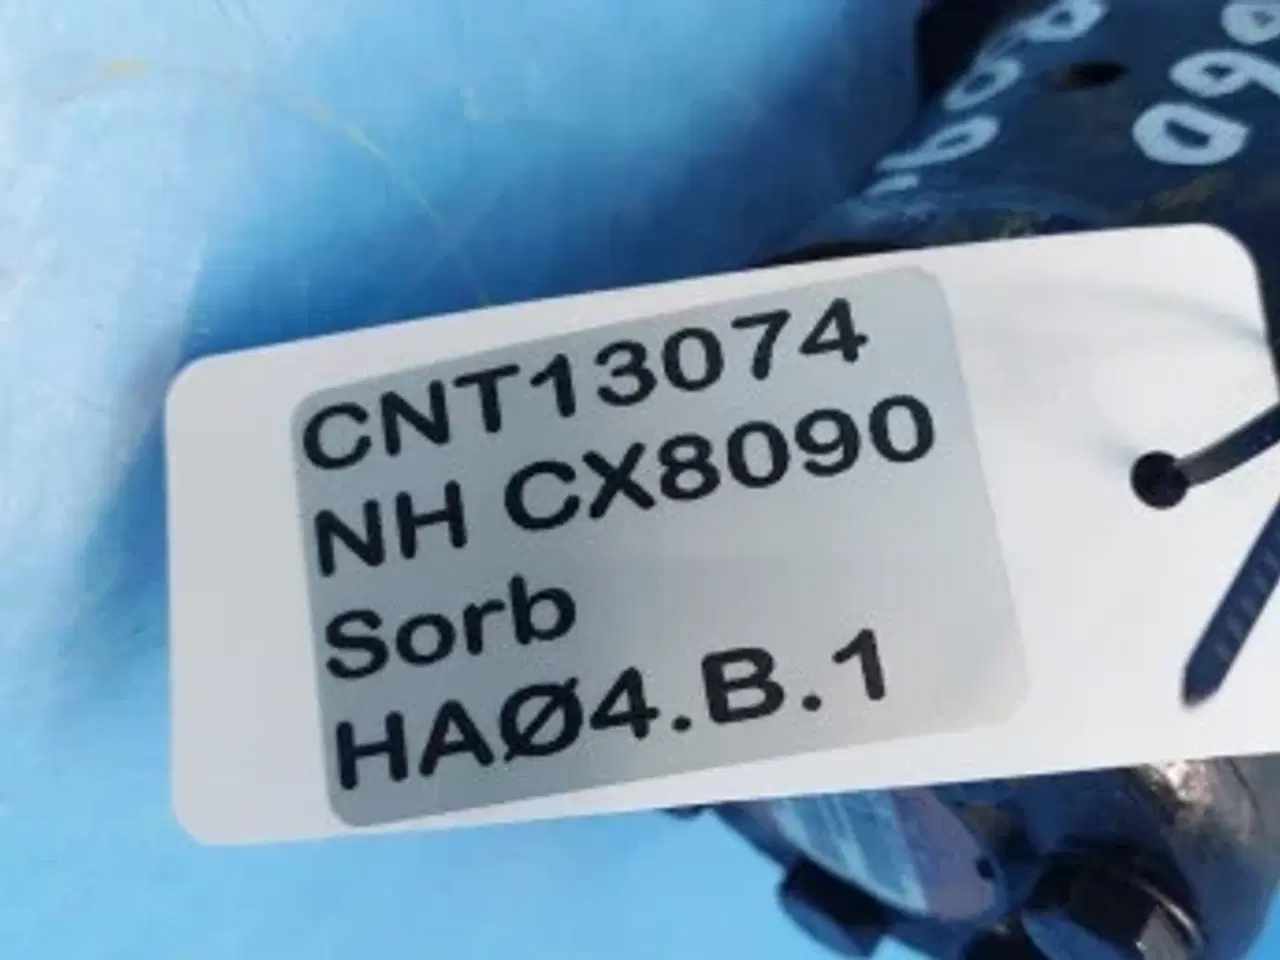 CNT13074
NH CX8090
Sorb
HAØ4.B.1